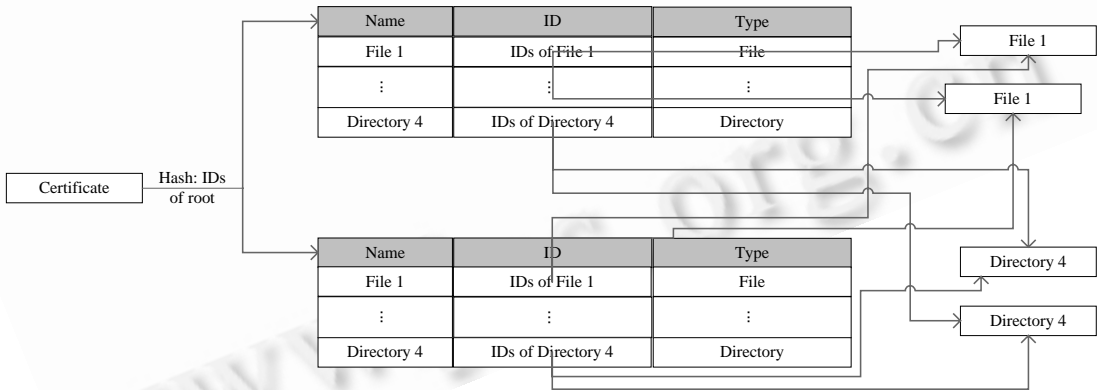 Name ID Type
File 1 IDs of File 1 File
⋮ ⋮ ⋮
Directory 4 IDs of Directory 4 Directory
File 1
File 1
Certificate
Hash: IDs
of root
Name ID Type
File 1 IDs of File 1 File
⋮ ⋮ ⋮
Directory 4 IDs of Directory 4 Directory
Directory 4
Directory 4